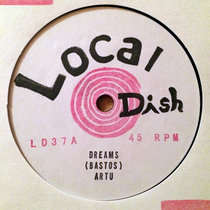 Local
Dish
LD37A 45 RPM
DREAMS
(BASTOS)
ARTU